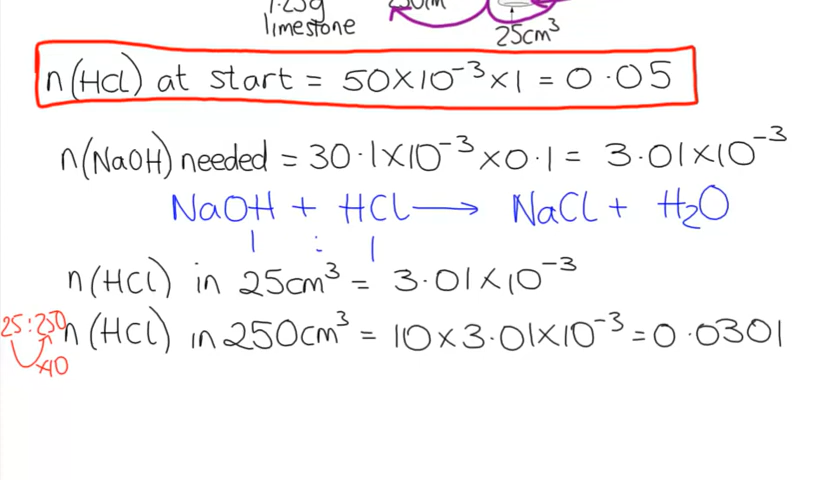 limestone
25cm³
n(HCl) at start = 50×10⁻³×1 = 0.05
n(NaOH) needed = 30.1×10⁻³×0.1 = 3.01×10⁻³
NaOH + HCl → NaCl + H₂O
1 : 1
n(HCl) in 25cm³ = 3.01×10⁻³
25:250
n(HCl) in 250cm³ = 10×3.01×10⁻³ = 0.0301
×10